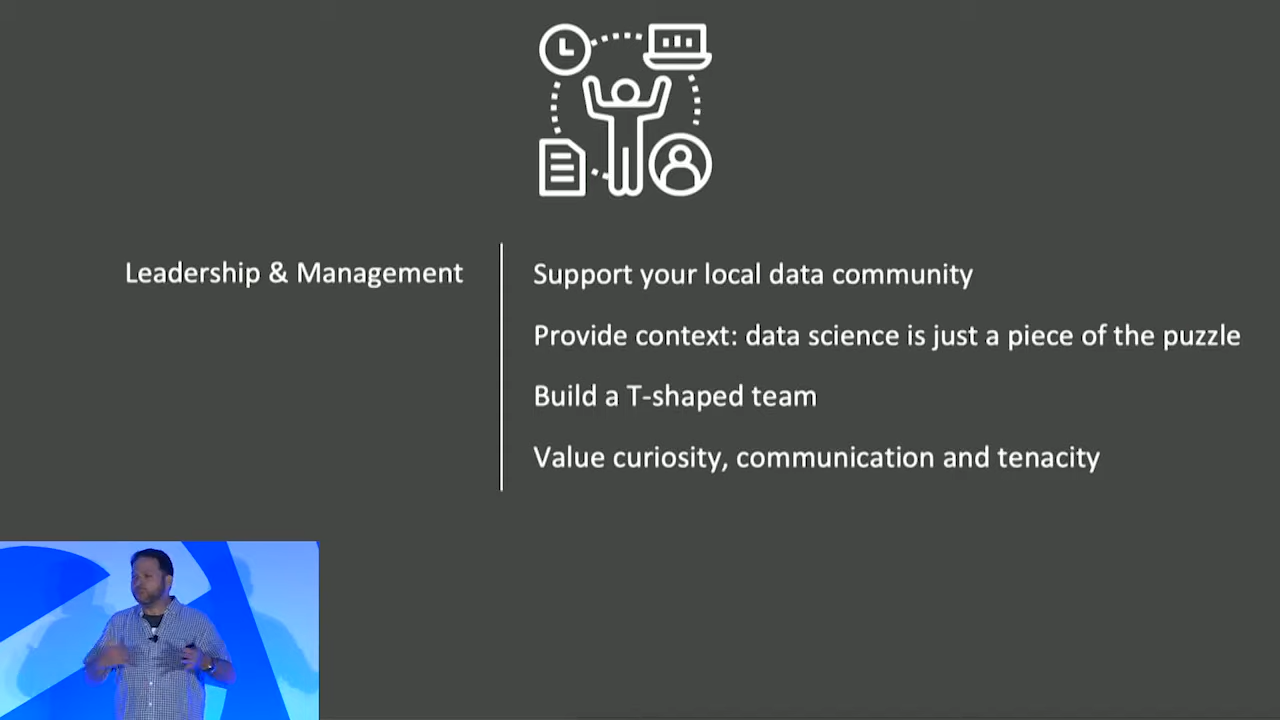 Leadership & Management
Support your local data community
Provide context: data science is just a piece of the puzzle
Build a T-shaped team
Value curiosity, communication and tenacity